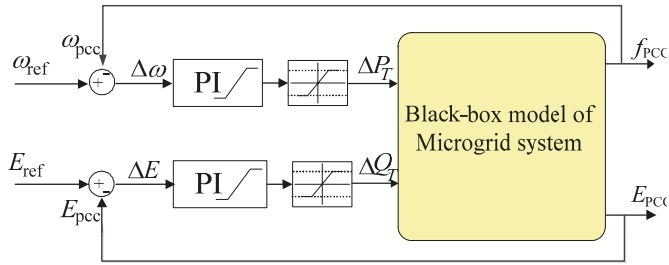 ω_pcc
ω_ref
Δω
PI
ΔP_T
f_PCC
Black-box model of
Microgrid system
E_ref
ΔE
PI
ΔQ_T
E_pcc
E_PCC